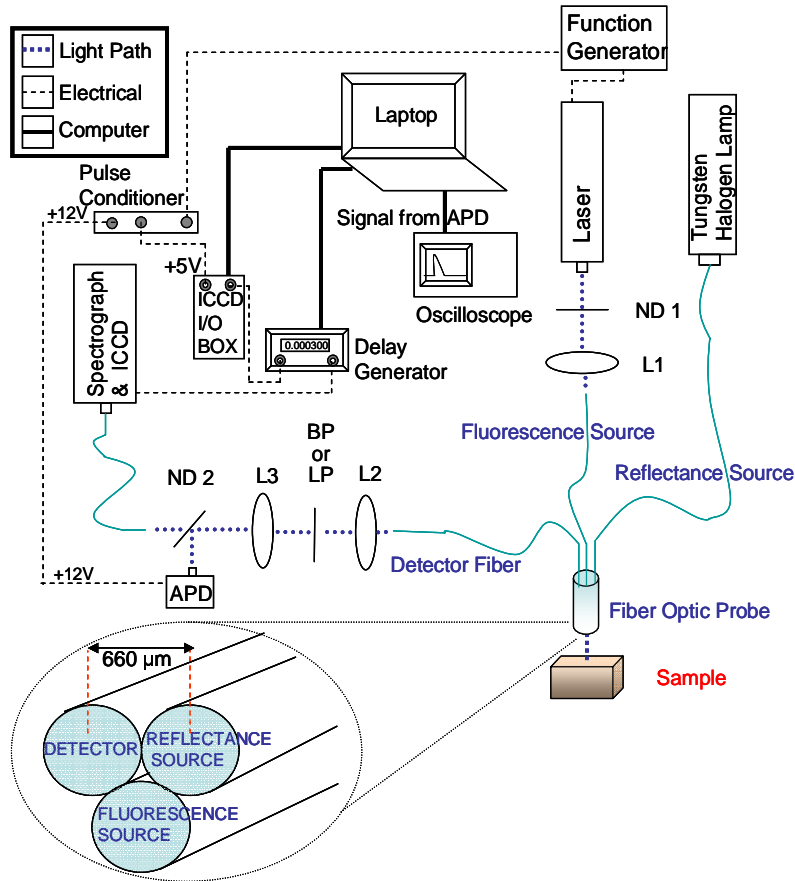 Light Path
Electrical
Computer
Function
Generator
Laptop
Laser
Tungsten
Halogen Lamp
Pulse
Conditioner
+12V
Signal from APD
+5V
ICCD
I/O
BOX
Oscilloscope
0.000300
Delay
Generator
Spectrograph
& ICCD
ND 1
L1
Fluorescence Source
Reflectance Source
BP
or
LP
ND 2
L3
L2
Detector Fiber
+12V
APD
Fiber Optic Probe
Sample
660 µm
DETECTOR
REFLECTANCE
SOURCE
FLUORESCENCE
SOURCE